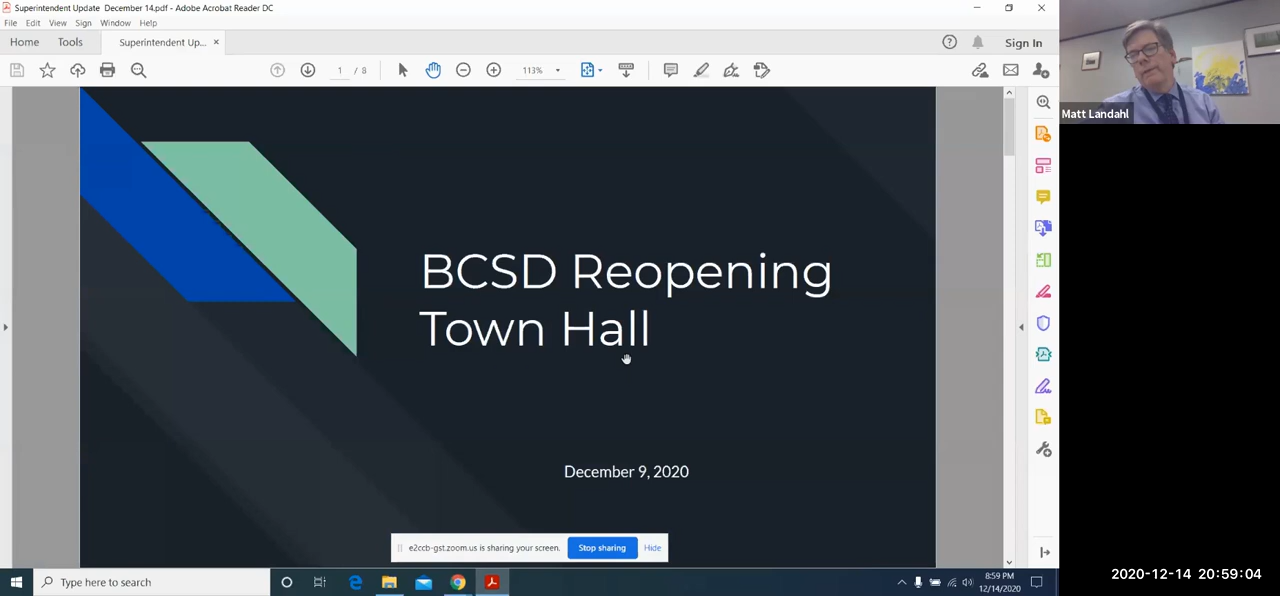 Superintendent Update December 14.pdf - Adobe Acrobat Reader DC
File Edit View Sign Window Help
Home Tools Superintendent Up... × Sign In
1 / 8 113%
Matt Landahl
BCSD Reopening
Town Hall
December 9, 2020
e2ccb-gst.zoom.us is sharing your screen. Stop sharing Hide
Type here to search
8:59 PM
12/14/2020
2020-12-14 20:59:04